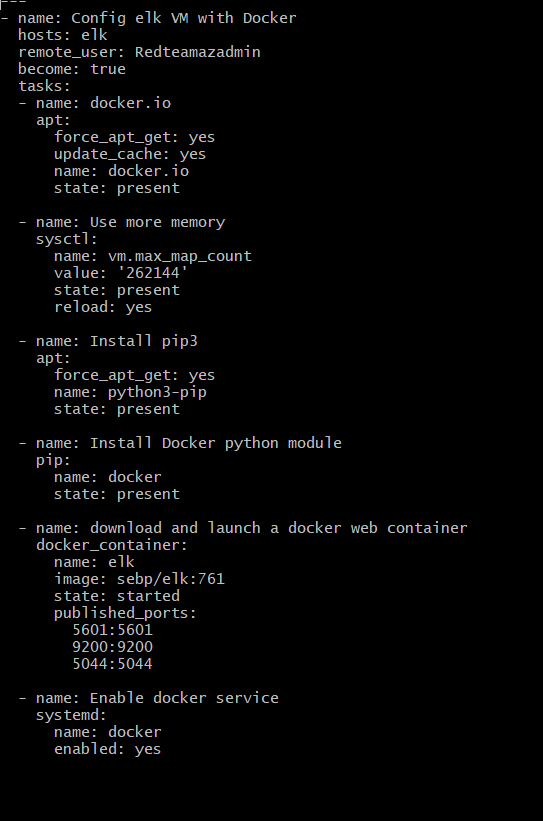 ---
- name: Config elk VM with Docker
  hosts: elk
  remote_user: Redteamazadmin
  become: true
  tasks:
  - name: docker.io
    apt:
      force_apt_get: yes
      update_cache: yes
      name: docker.io
      state: present

  - name: Use more memory
    sysctl:
      name: vm.max_map_count
      value: '262144'
      state: present
      reload: yes

  - name: Install pip3
    apt:
      force_apt_get: yes
      name: python3-pip
      state: present

  - name: Install Docker python module
    pip:
      name: docker
      state: present

  - name: download and launch a docker web container
    docker_container:
      name: elk
      image: sebp/elk:761
      state: started
      published_ports:
        5601:5601
        9200:9200
        5044:5044

  - name: Enable docker service
    systemd:
      name: docker
      enabled: yes